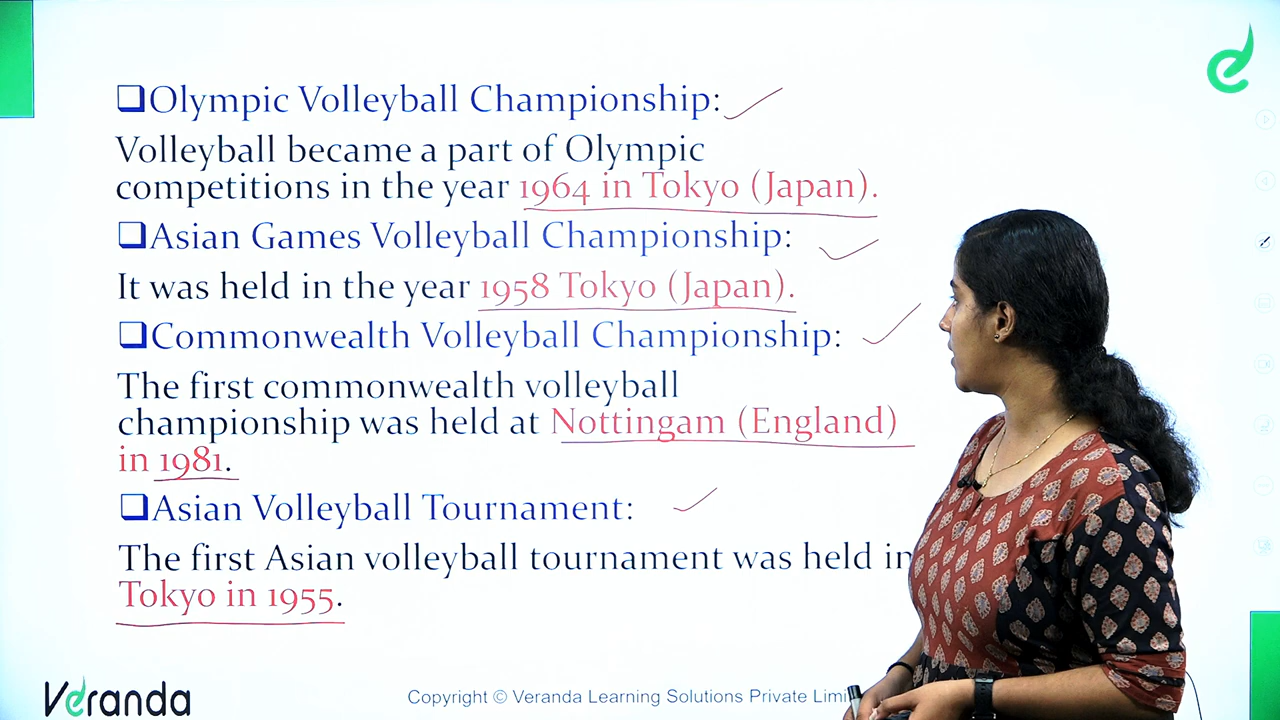 ❑Olympic Volleyball Championship:
Volleyball became a part of Olympic
competitions in the year 1964 in Tokyo (Japan).
❑Asian Games Volleyball Championship:
It was held in the year 1958 Tokyo (Japan).
❑Commonwealth Volleyball Championship:
The first commonwealth volleyball
championship was held at Nottingam (England)
in 1981.
❑Asian Volleyball Tournament:
The first Asian volleyball tournament was held in
Tokyo in 1955.
Veranda
Copyright © Veranda Learning Solutions Private Limi